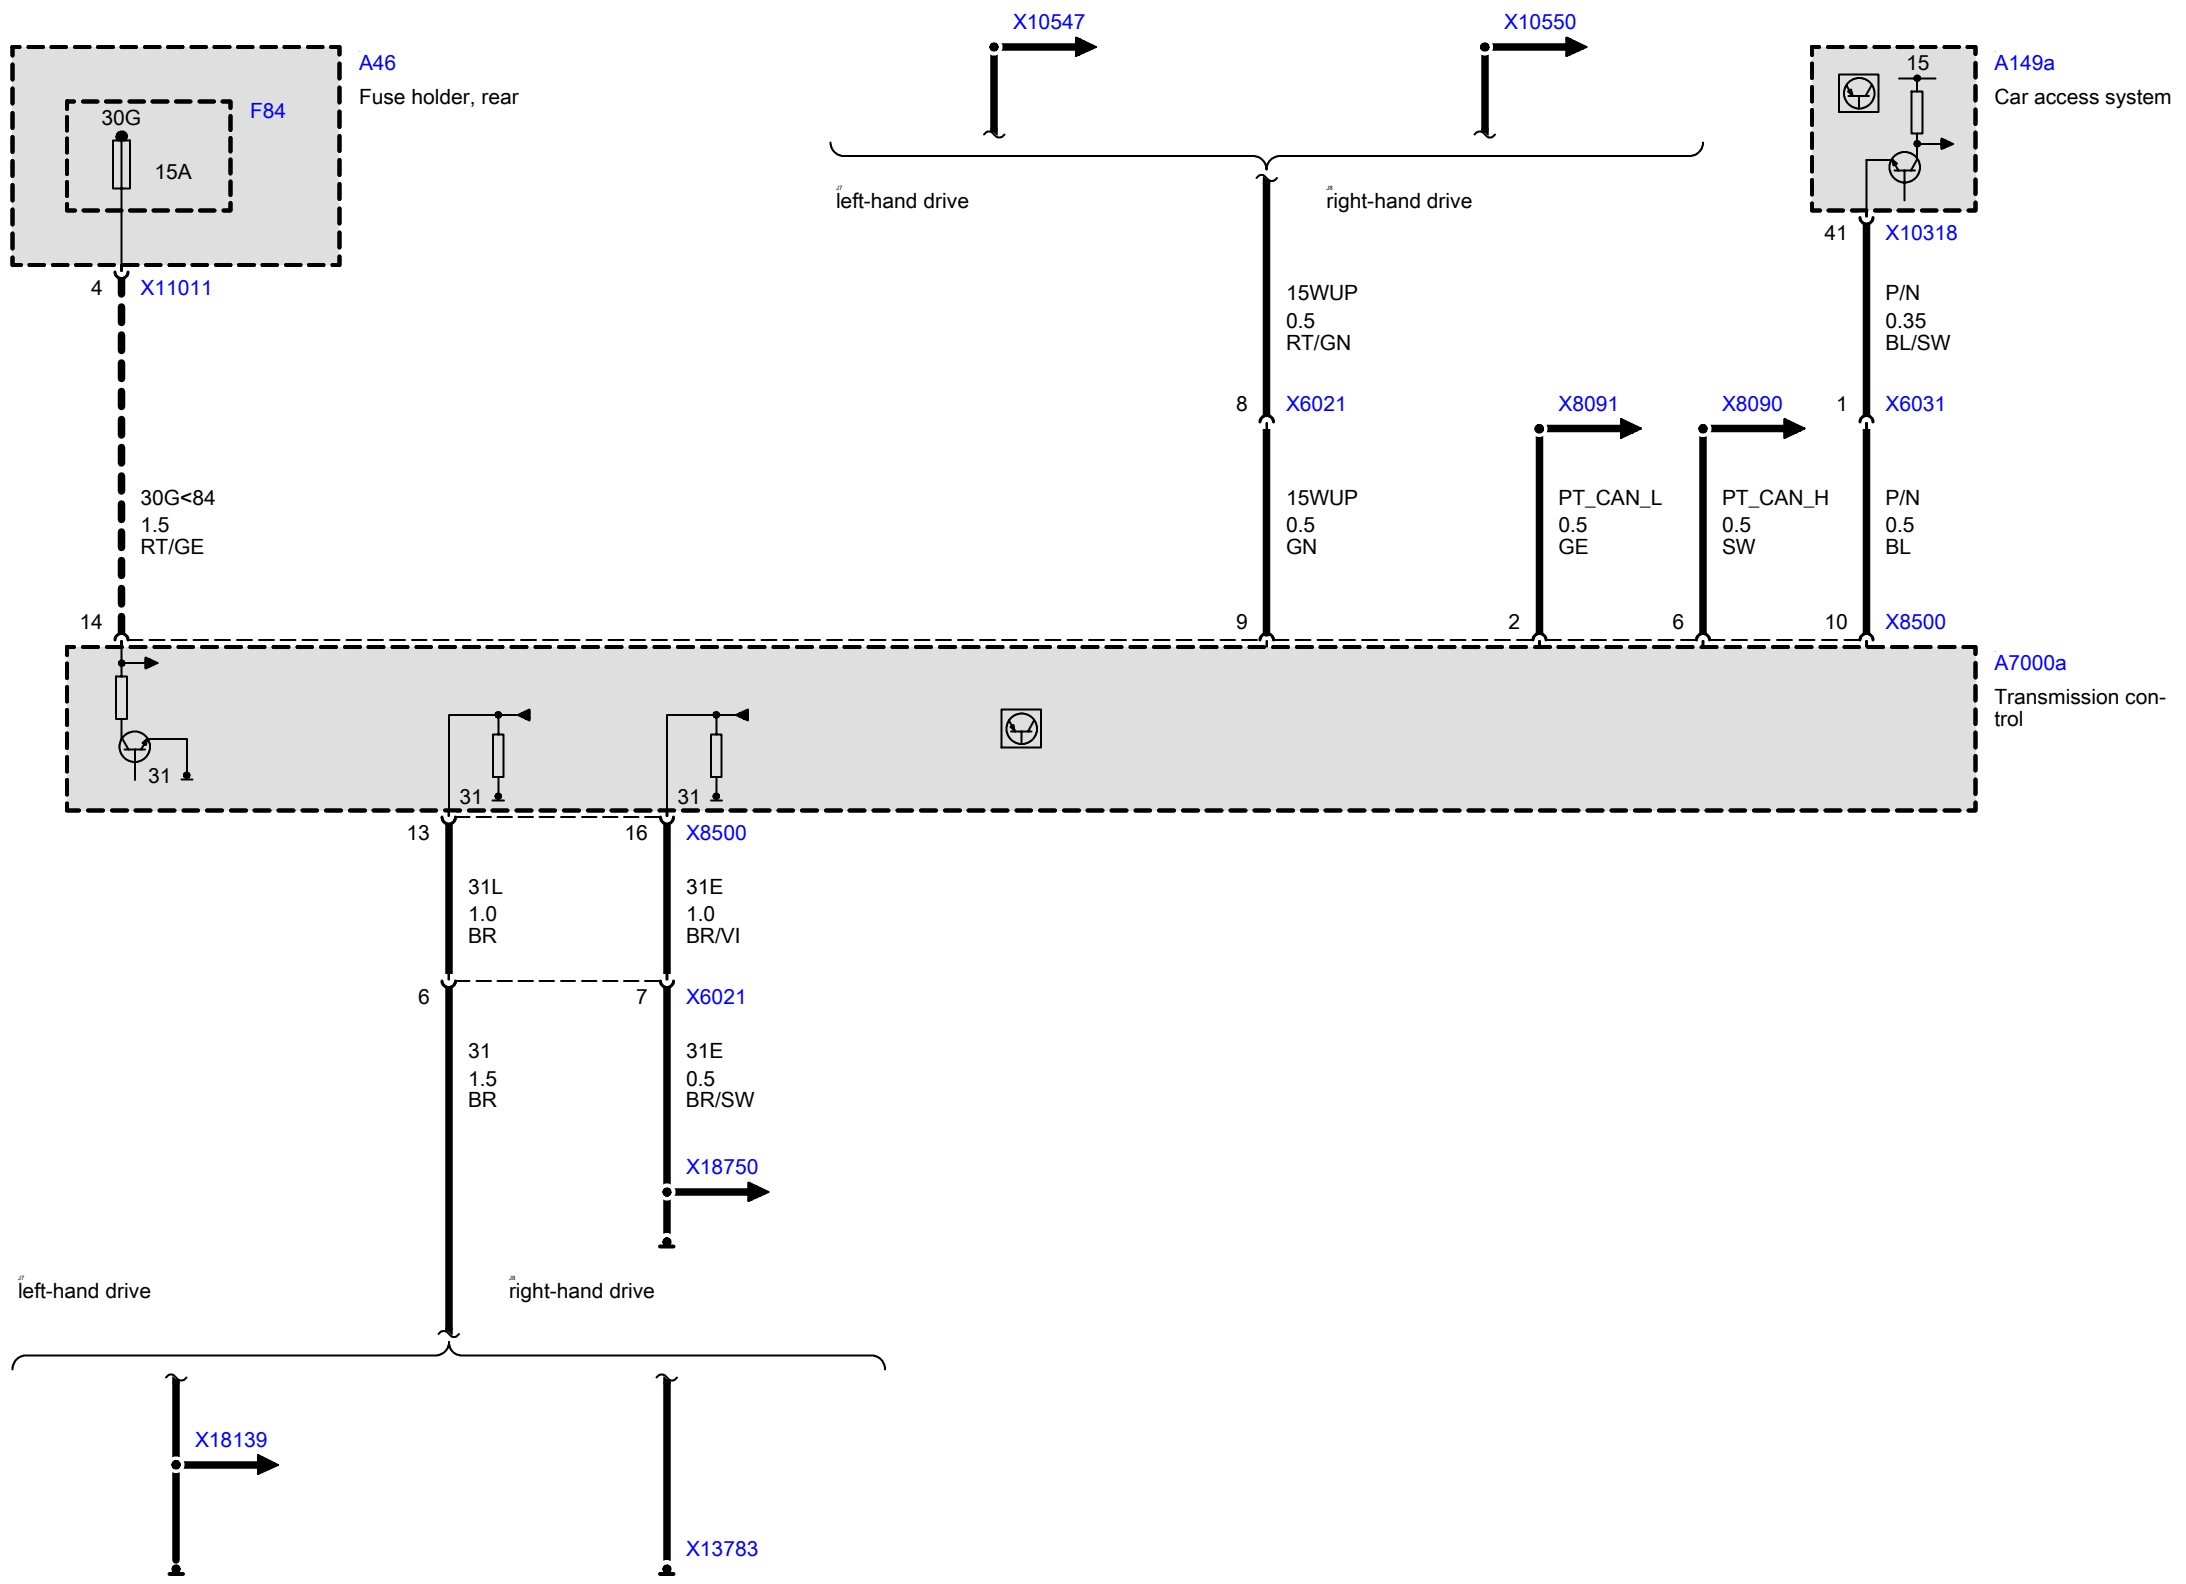 X10547
X10550
A46
Fuse holder, rear
F84
30G
15A
15
A149a
Car access system
left-hand drive
right-hand drive
41
X10318
4
X11011
15WUP
0.5
RT/GN
P/N
0.35
BL/SW
8
X6021
X8091
X8090
1
X6031
30G<84
1.5
RT/GE
15WUP
0.5
GN
PT_CAN_L
0.5
GE
PT_CAN_H
0.5
SW
P/N
0.5
BL
14
9
2
6
10
X8500
A7000a
Transmission con-
trol
31
31
31
13
16
X8500
31L
1.0
BR
31E
1.0
BR/VI
6
7
X6021
31
1.5
BR
31E
0.5
BR/SW
X18750
left-hand drive
right-hand drive
X18139
X13783